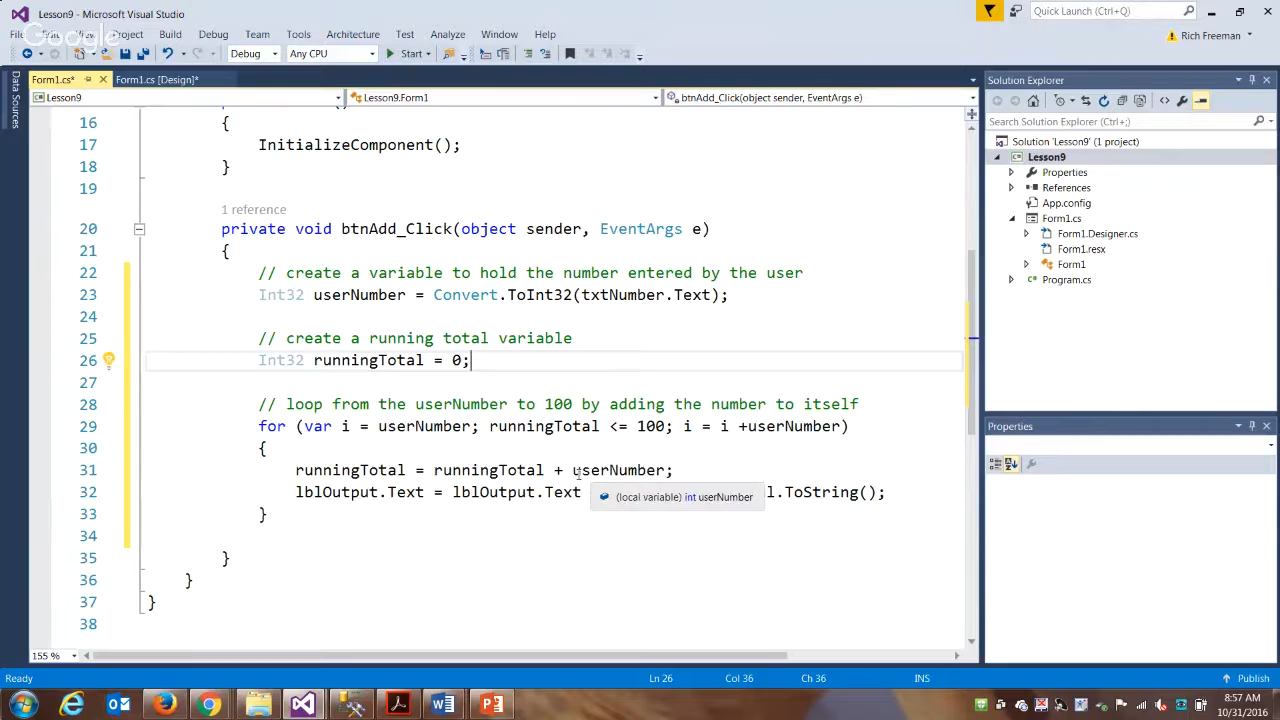 Lesson9 - Microsoft Visual Studio
Quick Launch (Ctrl+Q)
Google
Project Build Debug Team Tools Architecture Test Analyze Window Help
Rich Freeman
Debug Any CPU Start
Form1.cs* Form1.cs [Design]*
Lesson9 Lesson9.Form1 btnAdd_Click(object sender, EventArgs e)
Data Sources
16 {
17 InitializeComponent();
18 }
19
1 reference
20 private void btnAdd_Click(object sender, EventArgs e)
21 {
22 // create a variable to hold the number entered by the user
23 Int32 userNumber = Convert.ToInt32(txtNumber.Text);
24
25 // create a running total variable
26 Int32 runningTotal = 0;
27
28 // loop from the userNumber to 100 by adding the number to itself
29 for (var i = userNumber; runningTotal <= 100; i = i +userNumber)
30 {
31 runningTotal = runningTotal + userNumber;
32 lblOutput.Text = lblOutput.Text l.ToString();
(local variable) int userNumber
33 }
34
35 }
36 }
37 }
38
155 %
Solution Explorer
Search Solution Explorer (Ctrl+;)
Solution 'Lesson9' (1 project)
Lesson9
Properties
References
App.config
Form1.cs
Form1.Designer.cs
Form1.resx
Form1
Program.cs
Properties
Ready Ln 26 Col 36 Ch 36 INS Publish
8:57 AM
10/31/2016